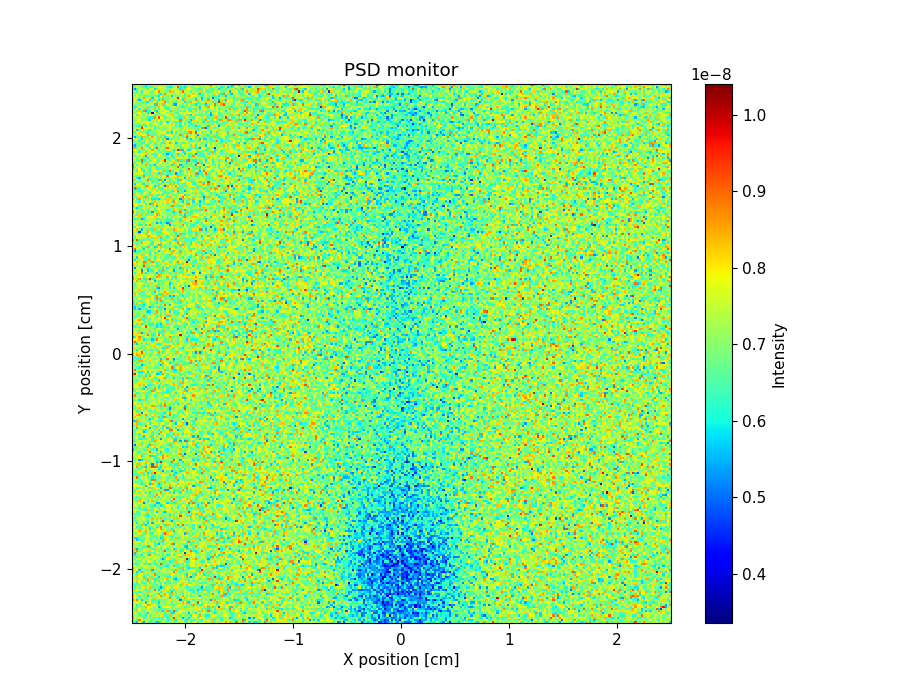 PSD monitor
1e−8
1.0
0.9
0.8
0.7
0.6
0.5
0.4
Intensity
2
1
0
−1
−2
Y position [cm]
−2 −1 0 1 2
X position [cm]